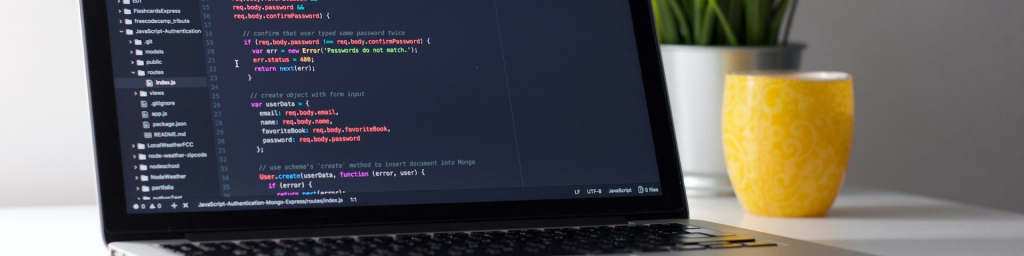 FlashcardsExpress
freecodecamp_tribute
JavaScript-Authentication
.git
models
public
routes
index.js
views
.gitignore
app.js
package.json
README.md
LocalWeatherFCC
node-weather-zipcode
nodeschool
NodeWeather
portfolio
15 req.body.password &&
16 req.body.confirmPassword) {
17
18 // confirm that user typed same password twice
19 if (req.body.password !== req.body.confirmPassword) {
20 var err = new Error('Passwords do not match.');
21 err.status = 400;
22 return next(err);
23 }
24
25 // create object with form input
26 var userData = {
27 email: req.body.email,
28 name: req.body.name,
29 favoriteBook: req.body.favoriteBook,
30 password: req.body.password
31 };
32
33 // use schema's `create` method to insert document into Mongo
34 User.create(userData, function (error, user) {
35 if (error) {
return next(error);
0 0 JavaScript-Authentication-Mongo-Express/routes/index.js 1:1 LF UTF-8 JavaScript 0 files